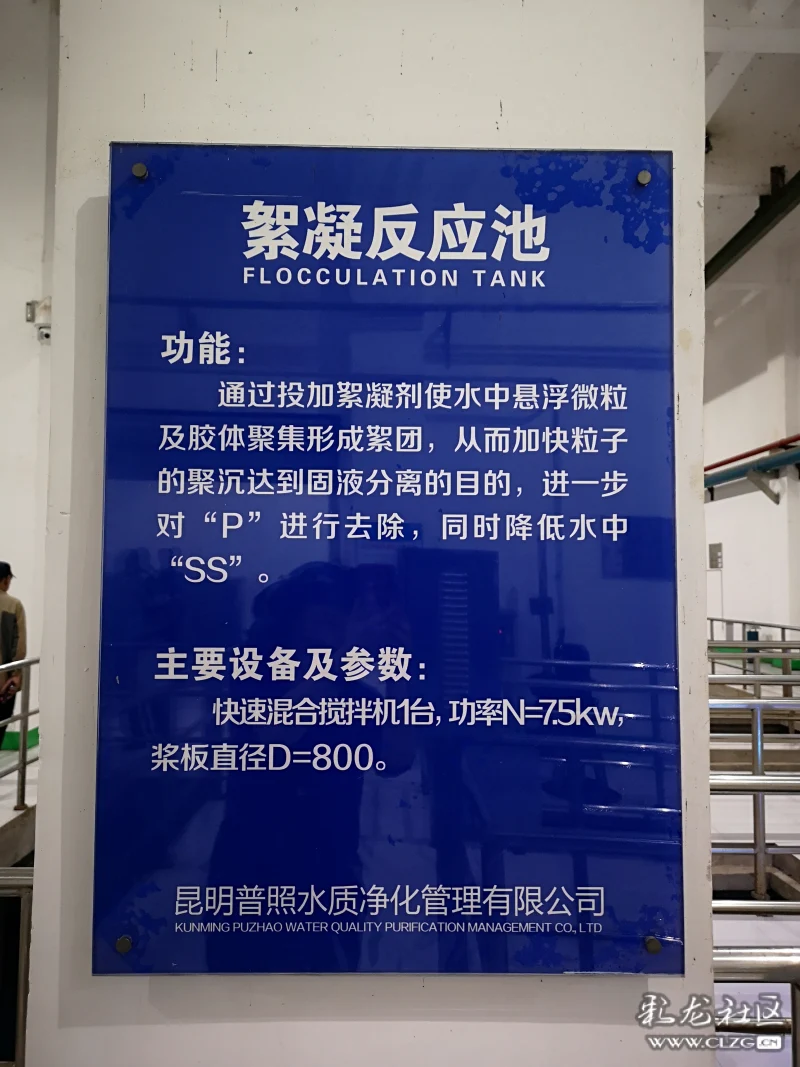 絮凝反应池
FLOCCULATION TANK
功能：
通过投加絮凝剂使水中悬浮微粒
及胶体聚集形成絮团，从而加快粒子
的聚沉达到固液分离的目的，进一步
对“P”进行去除，同时降低水中
“SS”。
主要设备及参数：
快速混合搅拌机1台，功率N=7.5kw，
桨板直径D=800。
昆明普照水质净化管理有限公司
KUNMING PUZHAO WATER QUALITY PURIFICATION MANAGEMENT CO., LTD
彩龙社区
www.CLZG.CN